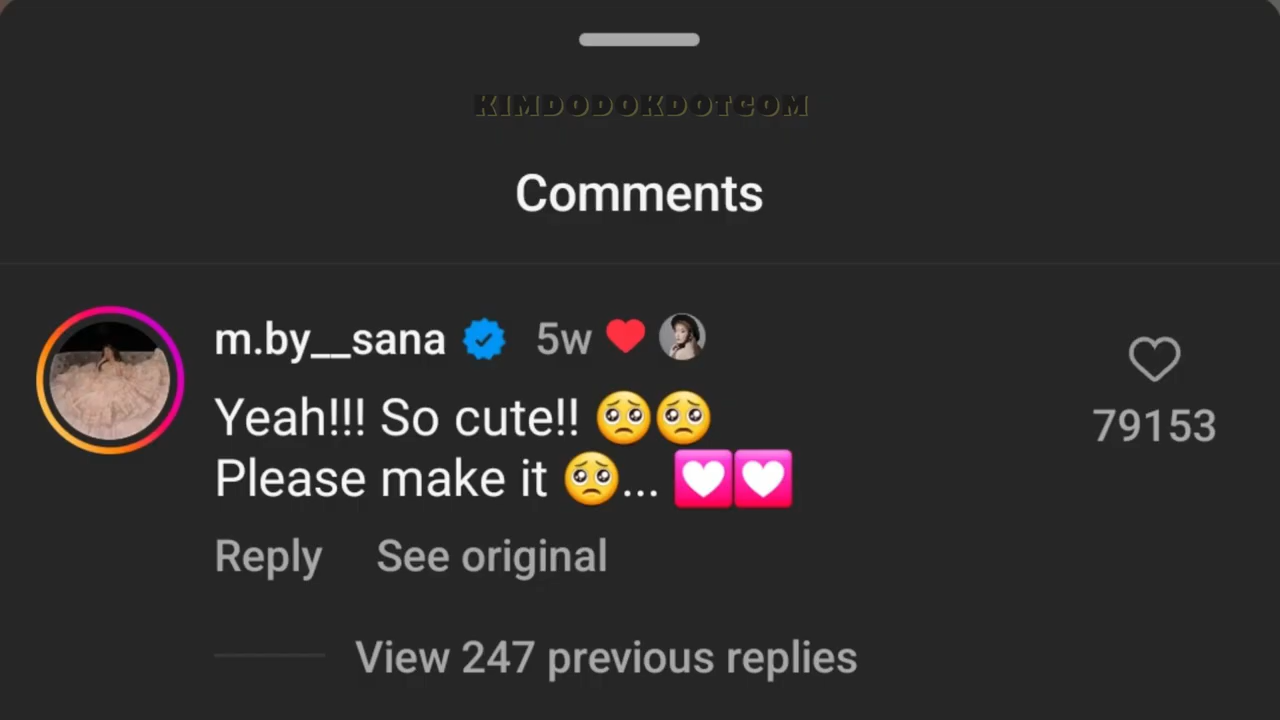 KIMDODOKDOTCOM
Comments
m.by__sana 5w ❤️
79153
Yeah!!! So cute!! 🥺🥺
Please make it 🥺... 💟💟
Reply See original
View 247 previous replies